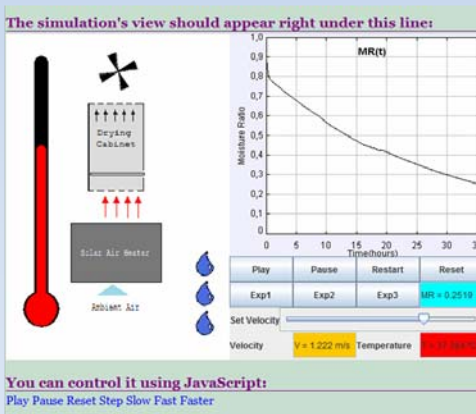 The simulation's view should appear right under this line:
MR(t)
1,0
0,9
0,8
0,7
0,6
0,5
0,4
0,3
0,2
0,1
0
Moisture Ratio
0 5 10 15 20 25 30
Time(hours)
Drying
Cabinet
Solar Air Heater
Ambient Air
Play Pause Restart Reset
Exp1 Exp2 Exp3 MR = 0.2519
Set Velocity
Velocity V = 1.222 m/s Temperature
You can control it using JavaScript:
Play Pause Reset Step Slow Fast Faster